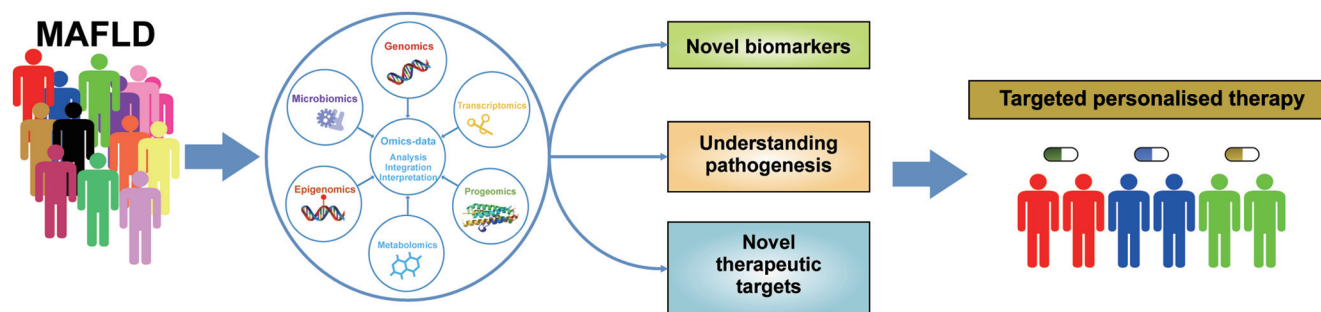 MAFLD
Genomics
Microbiomics
Transcriptomics
Omics-data
Analysis
Integration
Interpretation
Epigenomics
Progeomics
Metabolomics
Novel biomarkers
Understanding
pathogenesis
Novel
therapeutic
targets
Targeted personalised therapy